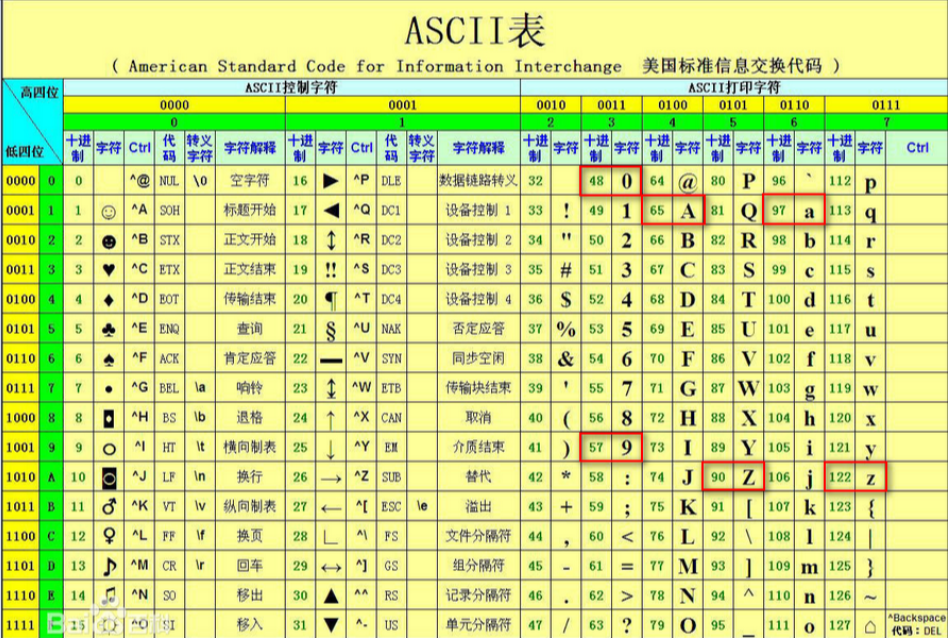 ASCII表
( American Standard Code for Information Interchange 美国标准信息交换代码 )
高四位 ASCII控制字符 ASCII打印字符
0000 0001 0010 0011 0100 0101 0110 0111
0 1 2 3 4 5 6 7
低四位 十进制 字符 Ctrl 代码 转义字符 字符解释 十进制 字符 Ctrl 代码 转义字符 字符解释 十进制 字符 十进制 字符 十进制 字符 十进制 字符 十进制 字符 十进制 字符 Ctrl
0000 0 0 ^@ NUL \0 空字符 16 ► ^P DLE 数据链路转义 32 48 0 64 @ 80 P 96 ` 112 p
0001 1 1 ☺ ^A SOH 标题开始 17 ◄ ^Q DC1 设备控制 1 33 ! 49 1 65 A 81 Q 97 a 113 q
0010 2 2 ☻ ^B STX 正文开始 18 ↕ ^R DC2 设备控制 2 34 " 50 2 66 B 82 R 98 b 114 r
0011 3 3 ♥ ^C ETX 正文结束 19 ‼ ^S DC3 设备控制 3 35 # 51 3 67 C 83 S 99 c 115 s
0100 4 4 ♦ ^D EOT 传输结束 20 ¶ ^T DC4 设备控制 4 36 $ 52 4 68 D 84 T 100 d 116 t
0101 5 5 ♣ ^E ENQ 查询 21 § ^U NAK 否定应答 37 % 53 5 69 E 85 U 101 e 117 u
0110 6 6 ♠ ^F ACK 肯定应答 22 ▬ ^V SYN 同步空闲 38 & 54 6 70 F 86 V 102 f 118 v
0111 7 7 • ^G BEL \a 响铃 23 ↨ ^W ETB 传输块结束 39 ' 55 7 71 G 87 W 103 g 119 w
1000 8 8 ◘ ^H BS \b 退格 24 ↑ ^X CAN 取消 40 ( 56 8 72 H 88 X 104 h 120 x
1001 9 9 ○ ^I HT \t 横向制表 25 ↓ ^Y EM 介质结束 41 ) 57 9 73 I 89 Y 105 i 121 y
1010 A 10 ◙ ^J LF \n 换行 26 → ^Z SUB 替代 42 * 58 : 74 J 90 Z 106 j 122 z
1011 B 11 ♂ ^K VT \v 纵向制表 27 ← ^[ ESC \e 溢出 43 + 59 ; 75 K 91 [ 107 k 123 {
1100 C 12 ♀ ^L FF \f 换页 28 ∟ ^\ FS 文件分隔符 44 , 60 < 76 L 92 \ 108 l 124 |
1101 D 13 ♪ ^M CR \r 回车 29 ↔ ^] GS 组分隔符 45 - 61 = 77 M 93 ] 109 m 125 }
1110 E 14 ♫ ^N SO 移出 30 ▲ ^^ RS 记录分隔符 46 . 62 > 78 N 94 ^ 110 n 126 ~
1111 15 SI 移入 31 ▼ ^- US 单元分隔符 47 / 63 ? 79 O 95 _ 111 o 127 ⌂ ^Backspace
代码: DEL